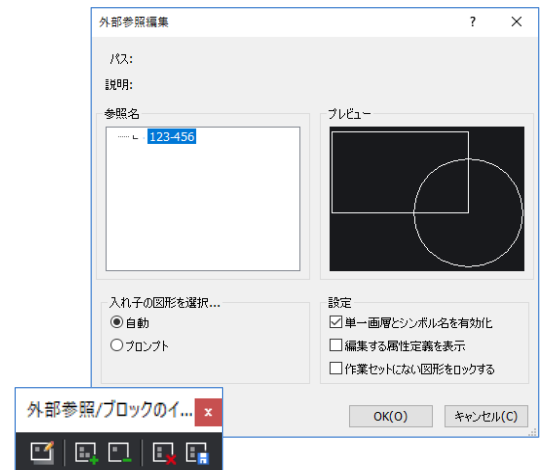 外部参照編集
パス:
説明:
参照名
123-456
プレビュー
入れ子の図形を選択...
自動
プロンプト
設定
単一画層とシンボル名を有効化
編集する属性定義を表示
作業セットにない図形をロックする
OK(O)
キャンセル(C)
外部参照/ブロックのイ...